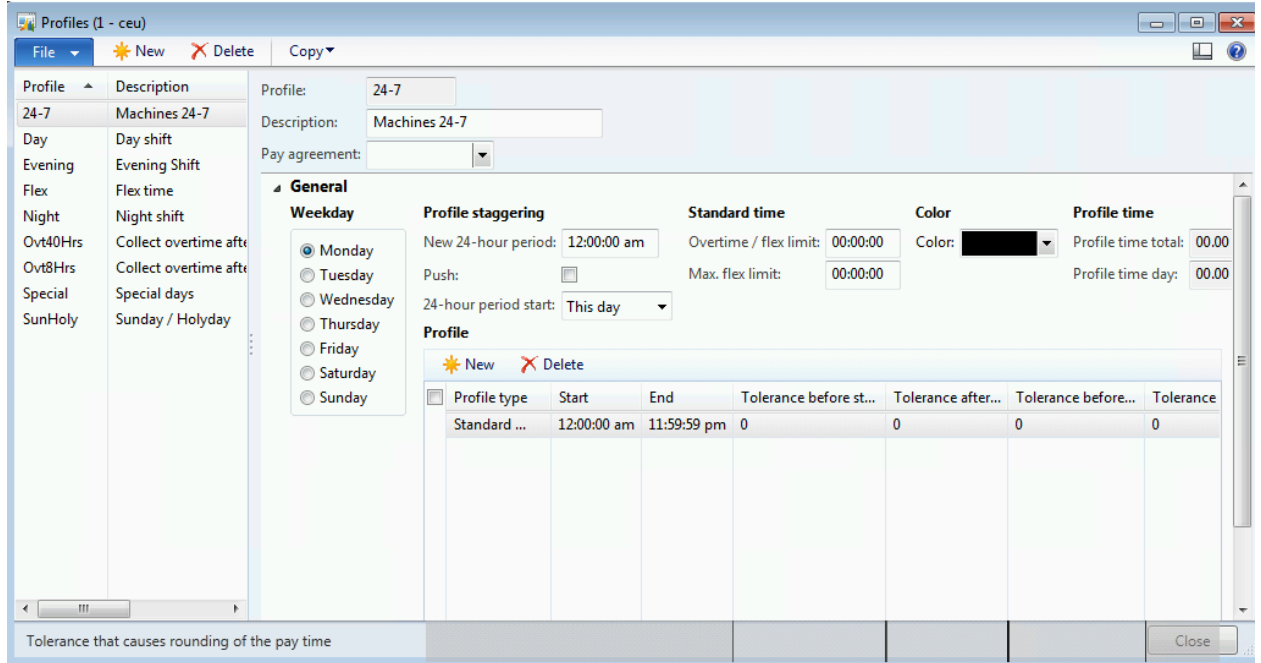 Profiles (1 - ceu)
File New Delete Copy
Profile Description
24-7 Machines 24-7
Day Day shift
Evening Evening Shift
Flex Flex time
Night Night shift
Ovt40Hrs Collect overtime afte
Ovt8Hrs Collect overtime afte
Special Special days
SunHoly Sunday / Holyday
Profile: 24-7
Description: Machines 24-7
Pay agreement:
General
Weekday
Monday
Tuesday
Wednesday
Thursday
Friday
Saturday
Sunday
Profile staggering
New 24-hour period: 12:00:00 am
Push:
24-hour period start: This day
Standard time
Overtime / flex limit: 00:00:00
Max. flex limit: 00:00:00
Color
Color:
Profile time
Profile time total: 00.00
Profile time day: 00.00
Profile
New Delete
Profile type Start End Tolerance before st... Tolerance after... Tolerance before... Tolerance
Standard ... 12:00:00 am 11:59:59 pm 0 0 0 0
Tolerance that causes rounding of the pay time
Close